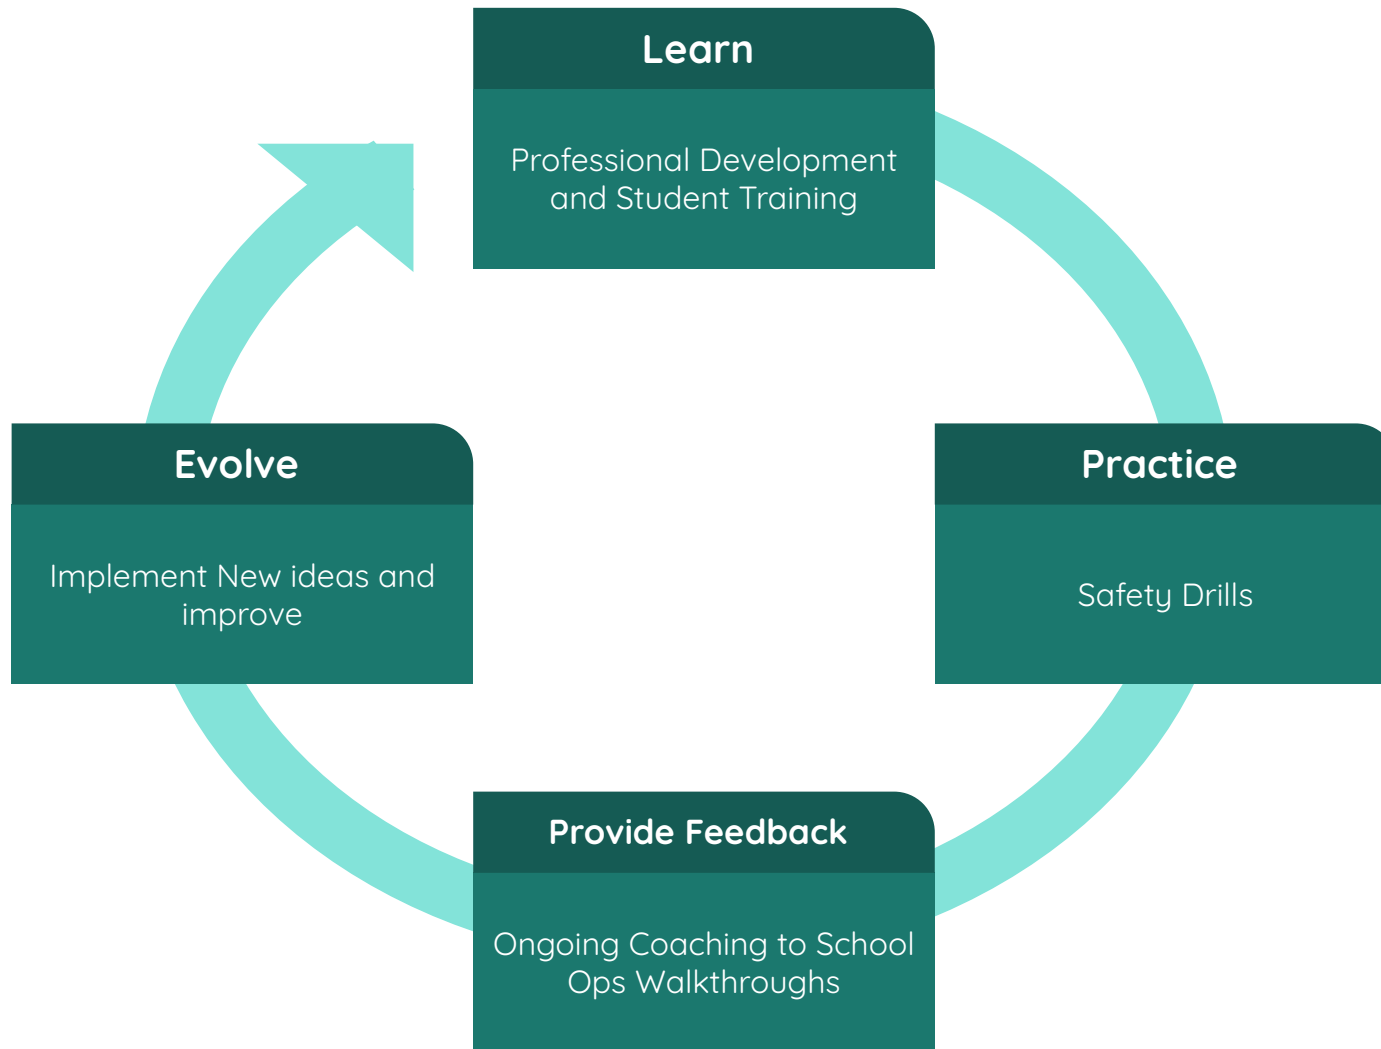 Learn
Professional Development
and Student Training
Practice
Safety Drills
Provide Feedback
Ongoing Coaching to School
Ops Walkthroughs
Evolve
Implement New ideas and
improve